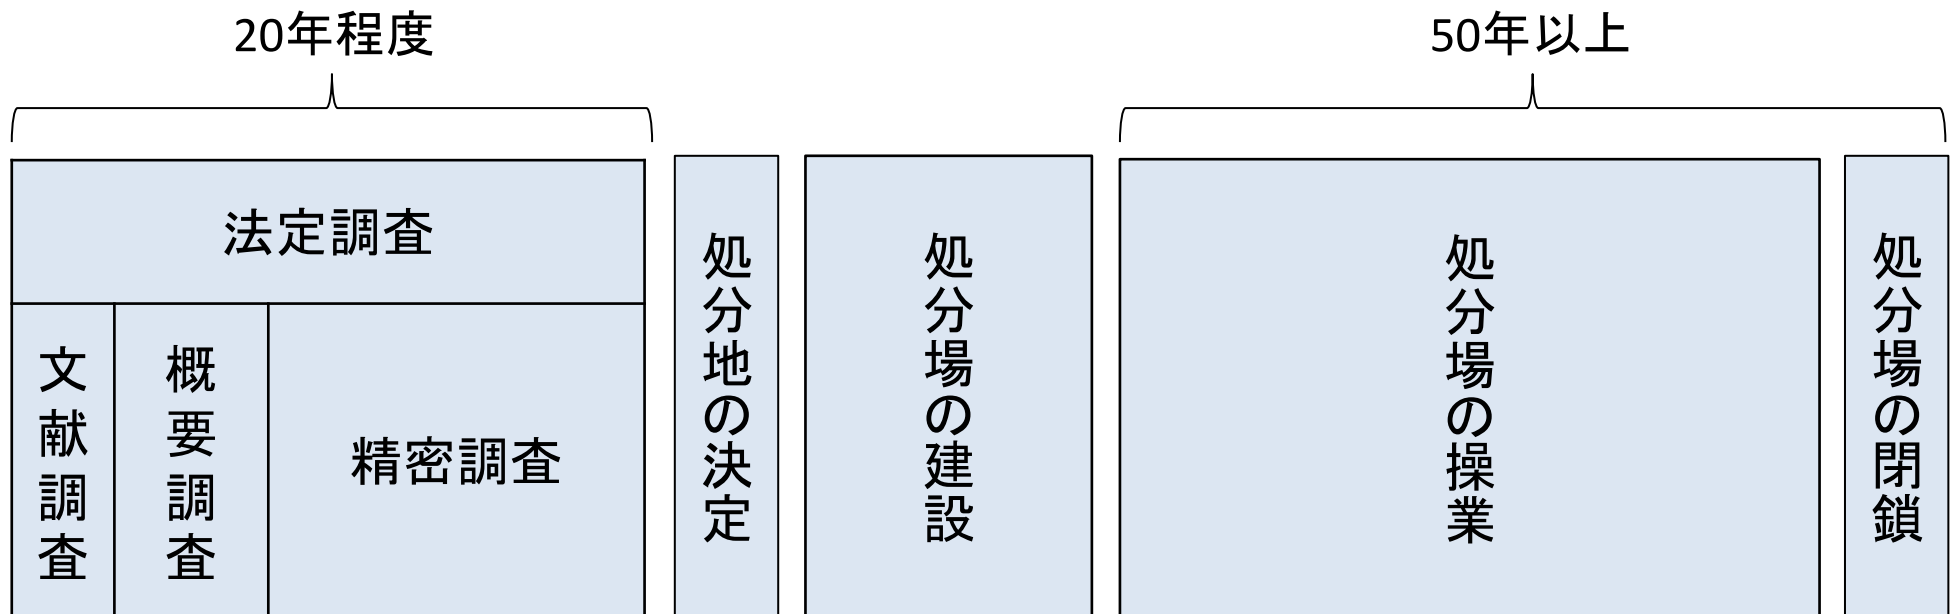 20年程度
50年以上
法定調査
文献調査
概要調査
精密調査
処分地の決定
処分場の建設
処分場の操業
処分場の閉鎖